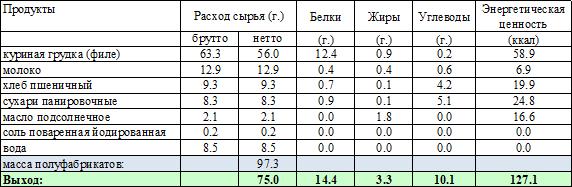 Продукты Расход сырья (г.) Белки Жиры Углеводы Энергетическая ценность
брутто нетто (г.) (г.) (г.) (ккал)
куриная грудка (филе) 63.3 56.0 12.4 0.9 0.2 58.9
молоко 12.9 12.9 0.4 0.4 0.6 6.9
хлеб пшеничный 9.3 9.3 0.7 0.1 4.2 19.9
сухари панировочные 8.3 8.3 0.9 0.1 5.1 24.8
масло подсолнечное 2.1 2.1 0.0 1.8 0.0 16.6
соль поваренная йодированная 0.2 0.2 0.0 0.0 0.0 0.0
вода 8.5 8.5 0.0 0.0 0.0 0.0
масса полуфабрикатов: 97.3
Выход: 75.0 14.4 3.3 10.1 127.1